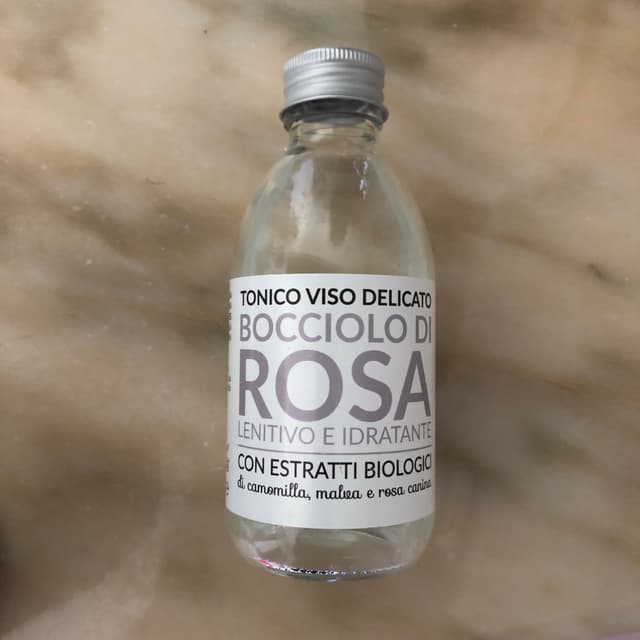 TONICO VISO DELICATO
BOCCIOLO DI
ROSA
LENITIVO E IDRATANTE
CON ESTRATTI BIOLOGICI
di camomilla, malva e rosa canina